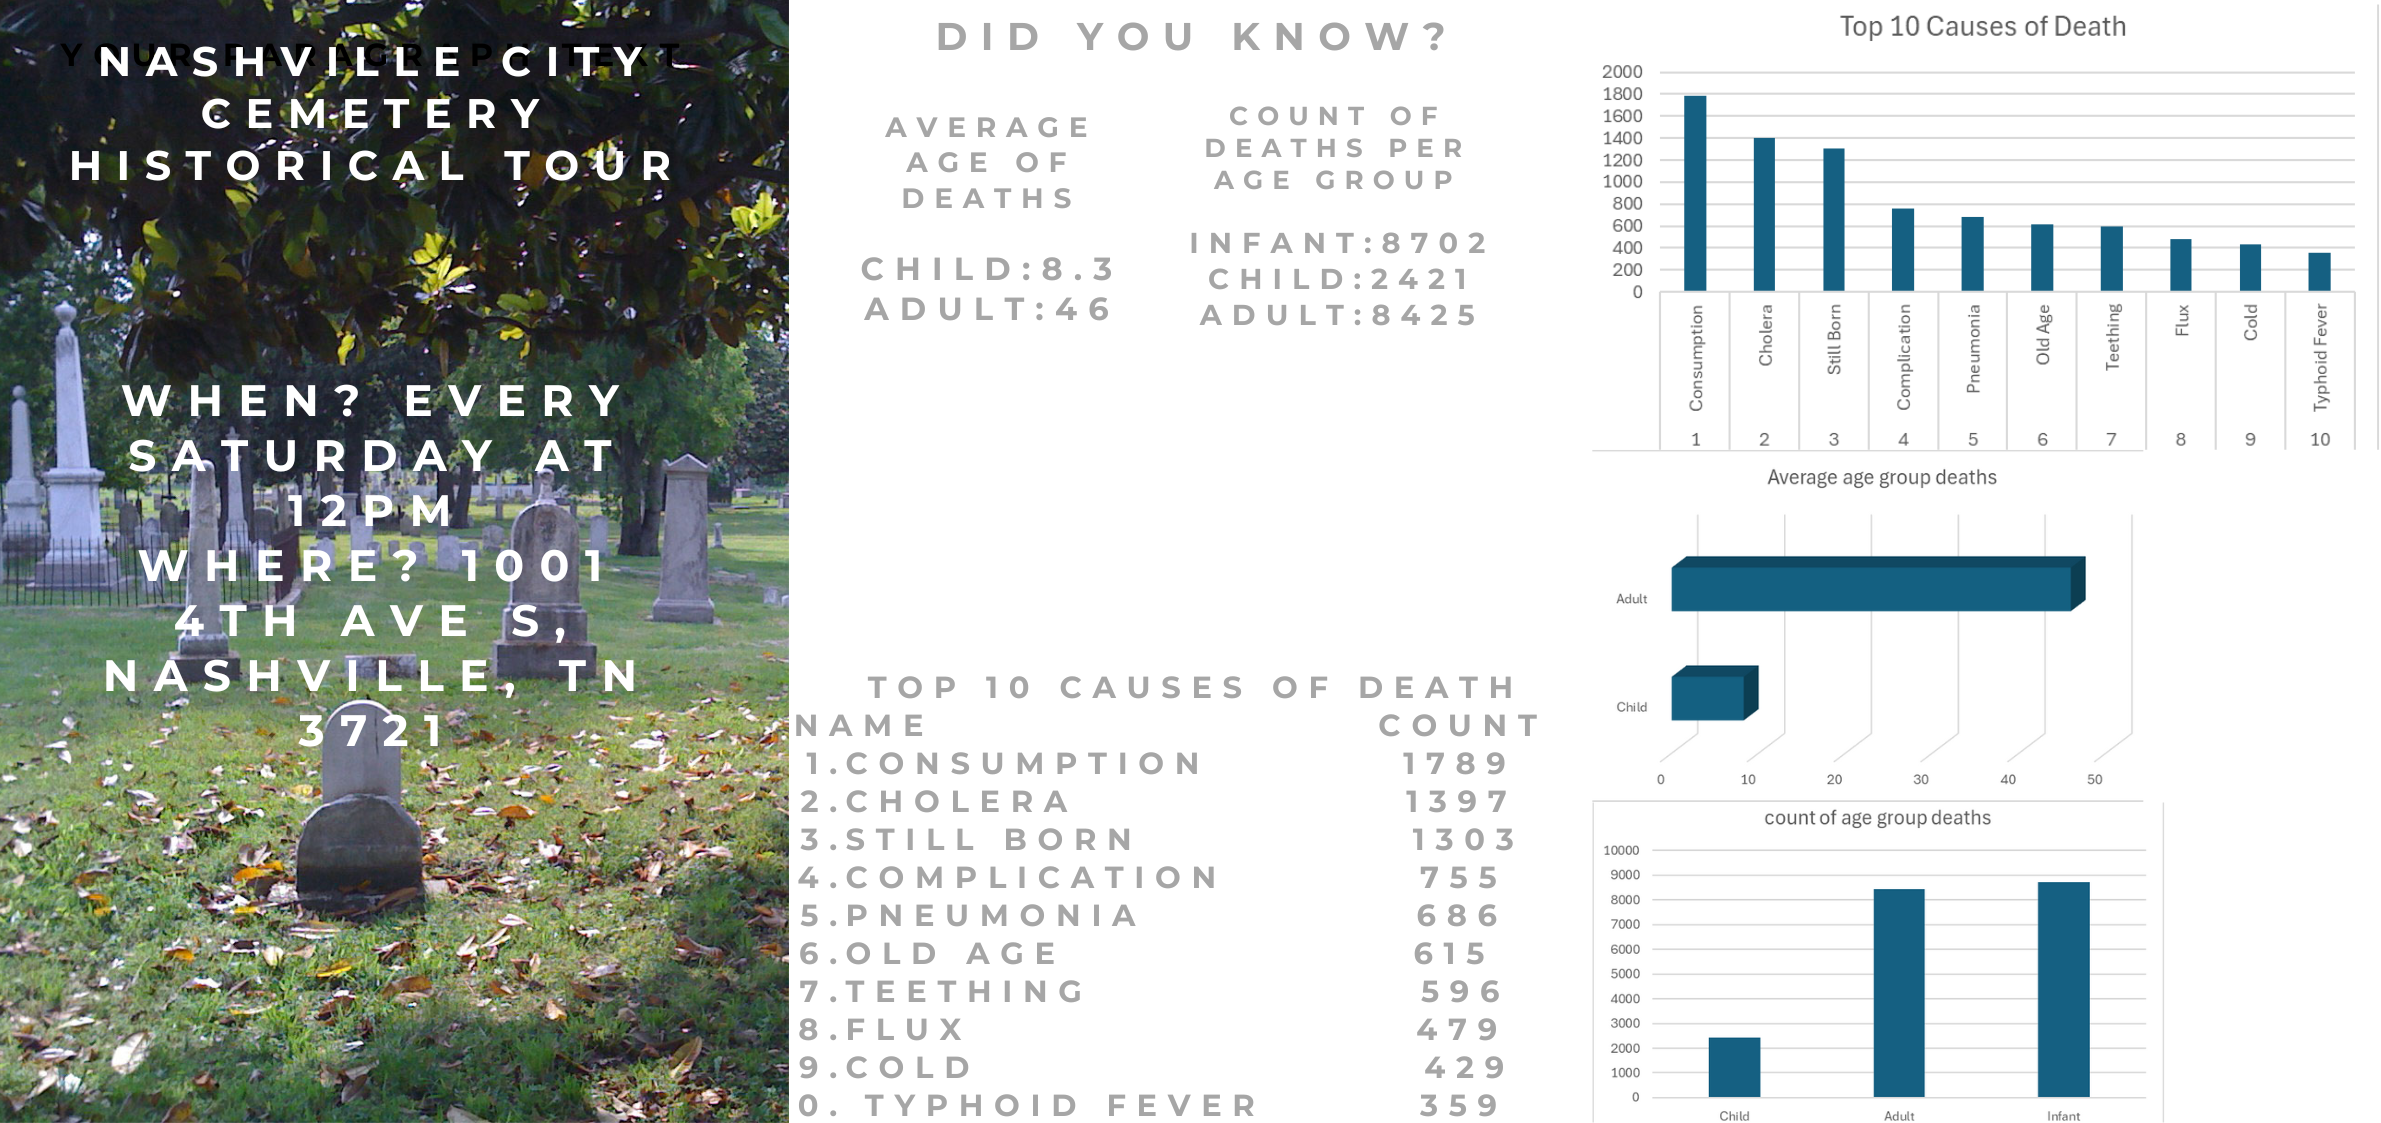 YOUR PARAGRAPH TEXT
NASHVILLE CITY
CEMETERY
HISTORICAL TOUR
WHEN? EVERY
SATURDAY AT
12PM
WHERE? 1001
4TH AVE S,
NASHVILLE, TN
3721
DID YOU KNOW?
AVERAGE
AGE OF
DEATHS
CHILD:8.3
ADULT:46
COUNT OF
DEATHS PER
AGE GROUP
INFANT:8702
CHILD:2421
ADULT:8425
TOP 10 CAUSES OF DEATH
NAME COUNT
1.CONSUMPTION 1789
2.CHOLERA 1397
3.STILL BORN 1303
4.COMPLICATION 755
5.PNEUMONIA 686
6.OLD AGE 615
7.TEETHING 596
8.FLUX 479
9.COLD 429
0. TYPHOID FEVER 359
Top 10 Causes of Death
2000
1800
1600
1400
1200
1000
800
600
400
200
0
Consumption Cholera Still Born Complication Pneumonia Old Age Teething Flux Cold Typhoid Fever
1 2 3 4 5 6 7 8 9 10
Average age group deaths
Adult
Child
0 10 20 30 40 50
count of age group deaths
10000
9000
8000
7000
6000
5000
4000
3000
2000
1000
0
Child Adult Infant